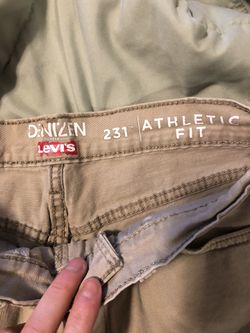 DENIZEN
Levi's
231
ATHLETIC
FIT